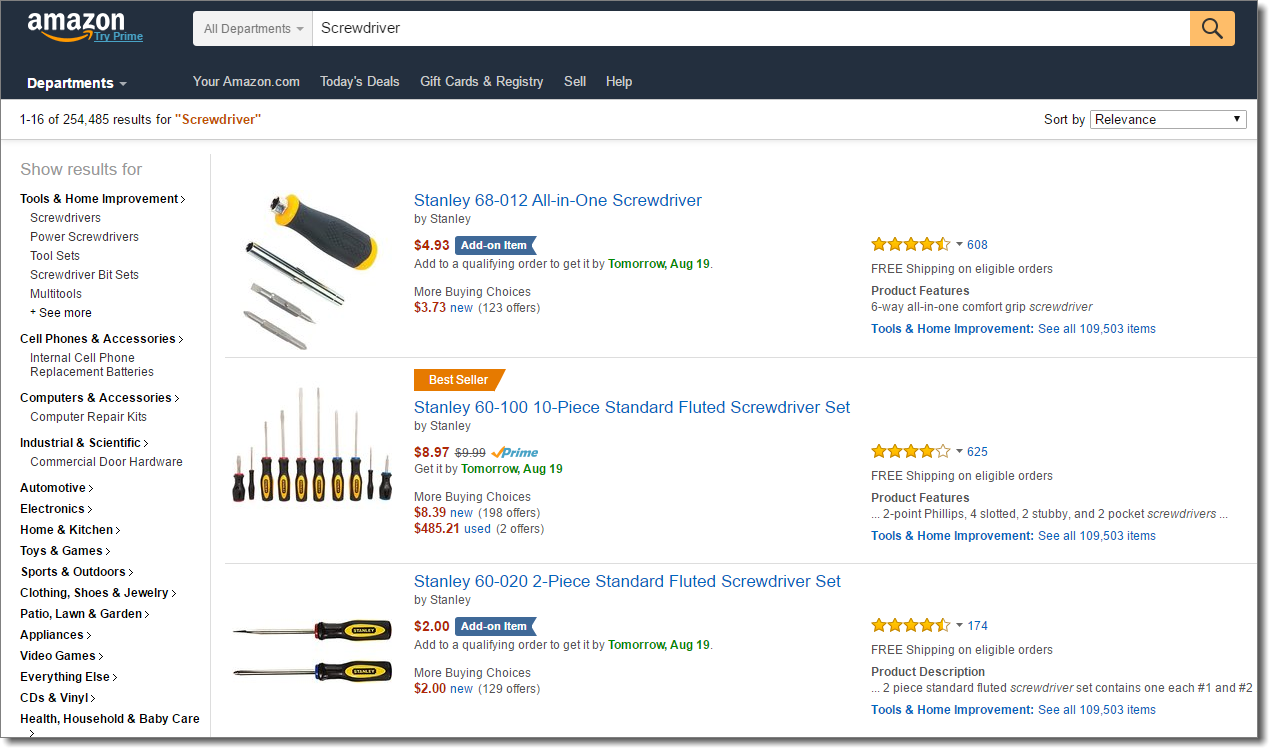 amazon
Try Prime
All Departments
Screwdriver
Departments
Your Amazon.com Today's Deals Gift Cards & Registry Sell Help
1-16 of 254,485 results for "Screwdriver"
Sort by Relevance
Show results for
Tools & Home Improvement
Screwdrivers
Power Screwdrivers
Tool Sets
Screwdriver Bit Sets
Multitools
+ See more
Cell Phones & Accessories
Internal Cell Phone
Replacement Batteries
Computers & Accessories
Computer Repair Kits
Industrial & Scientific
Commercial Door Hardware
Automotive
Electronics
Home & Kitchen
Toys & Games
Sports & Outdoors
Clothing, Shoes & Jewelry
Patio, Lawn & Garden
Appliances
Video Games
Everything Else
CDs & Vinyl
Health, Household & Baby Care
Stanley 68-012 All-in-One Screwdriver
by Stanley
$4.93 Add-on Item
Add to a qualifying order to get it by Tomorrow, Aug 19.
More Buying Choices
$3.73 new (123 offers)
608
FREE Shipping on eligible orders
Product Features
6-way all-in-one comfort grip screwdriver
Tools & Home Improvement: See all 109,503 items
Best Seller
Stanley 60-100 10-Piece Standard Fluted Screwdriver Set
by Stanley
$8.97 $9.99 Prime
Get it by Tomorrow, Aug 19
More Buying Choices
$8.39 new (198 offers)
$485.21 used (2 offers)
625
FREE Shipping on eligible orders
Product Features
... 2-point Phillips, 4 slotted, 2 stubby, and 2 pocket screwdrivers ...
Tools & Home Improvement: See all 109,503 items
STANLEY
STANLEY
Stanley 60-020 2-Piece Standard Fluted Screwdriver Set
by Stanley
$2.00 Add-on Item
Add to a qualifying order to get it by Tomorrow, Aug 19.
More Buying Choices
$2.00 new (129 offers)
174
FREE Shipping on eligible orders
Product Description
... 2 piece standard fluted screwdriver set contains one each #1 and #2
Tools & Home Improvement: See all 109,503 items